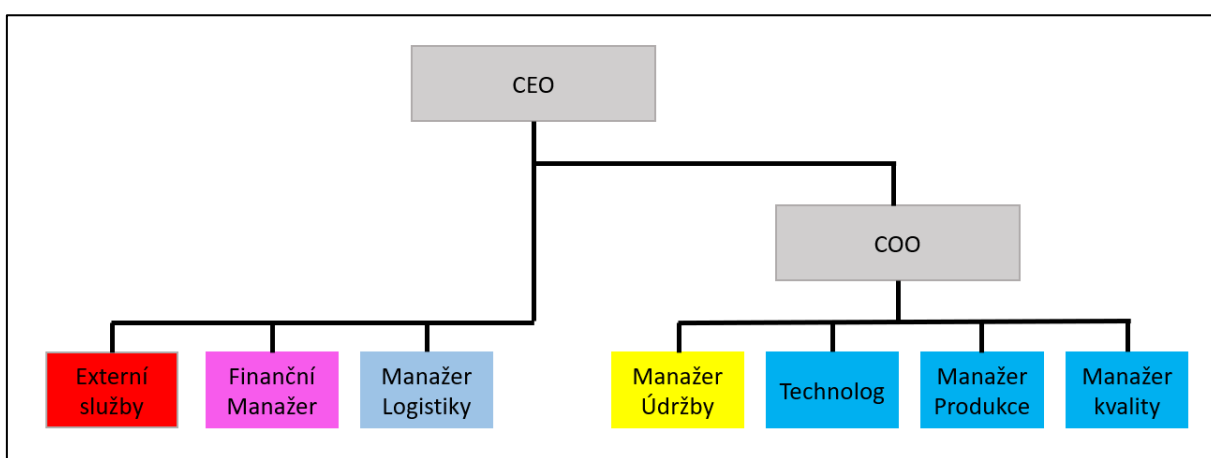 CEO
COO
Externí
služby
Finanční
Manažer
Manažer
Logistiky
Manažer
Údržby
Technolog
Manažer
Produkce
Manažer
kvality